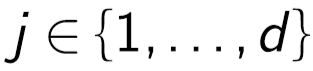 j ∈ {1, . . . , d}